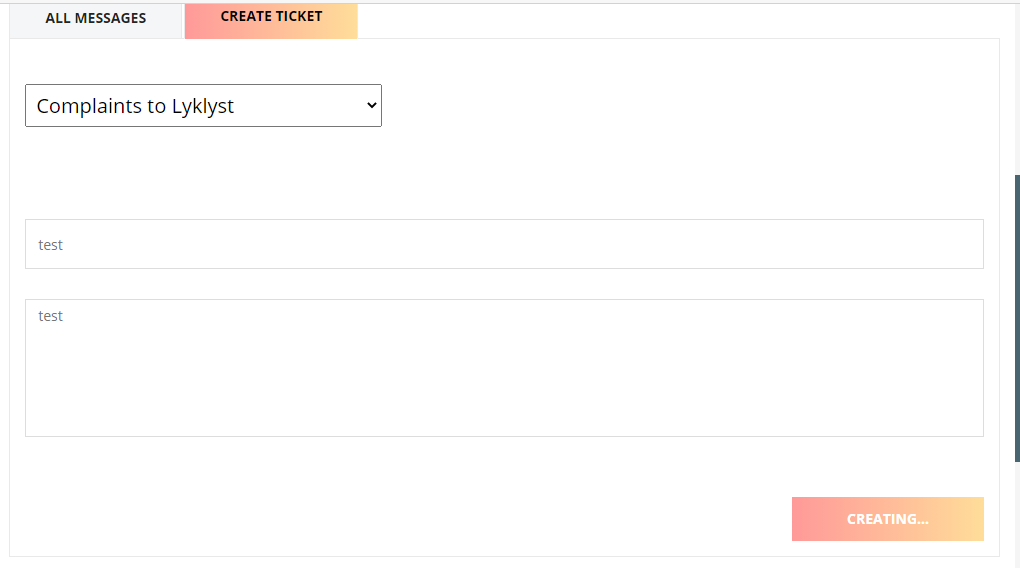 ALL MESSAGES
CREATE TICKET
Complaints to Lyklyst
test
test
CREATING...